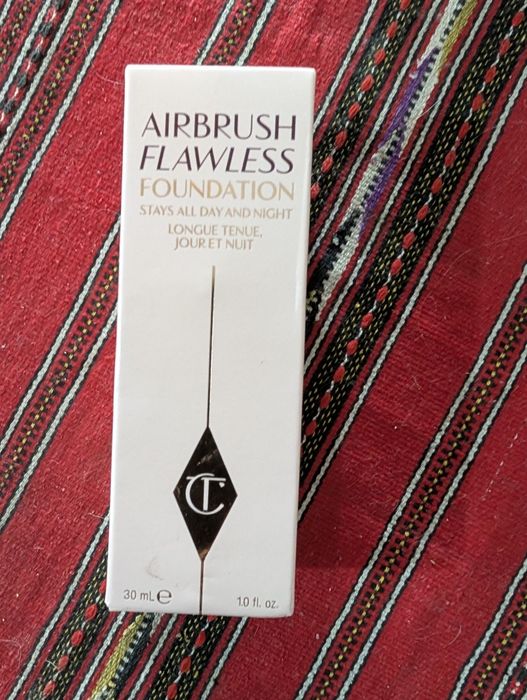 AIRBRUSH
FLAWLESS
FOUNDATION
STAYS ALL DAY AND NIGHT
LONGUE TENUE,
JOUR ET NUIT
CT
30 mL e 1.0 fl. oz.